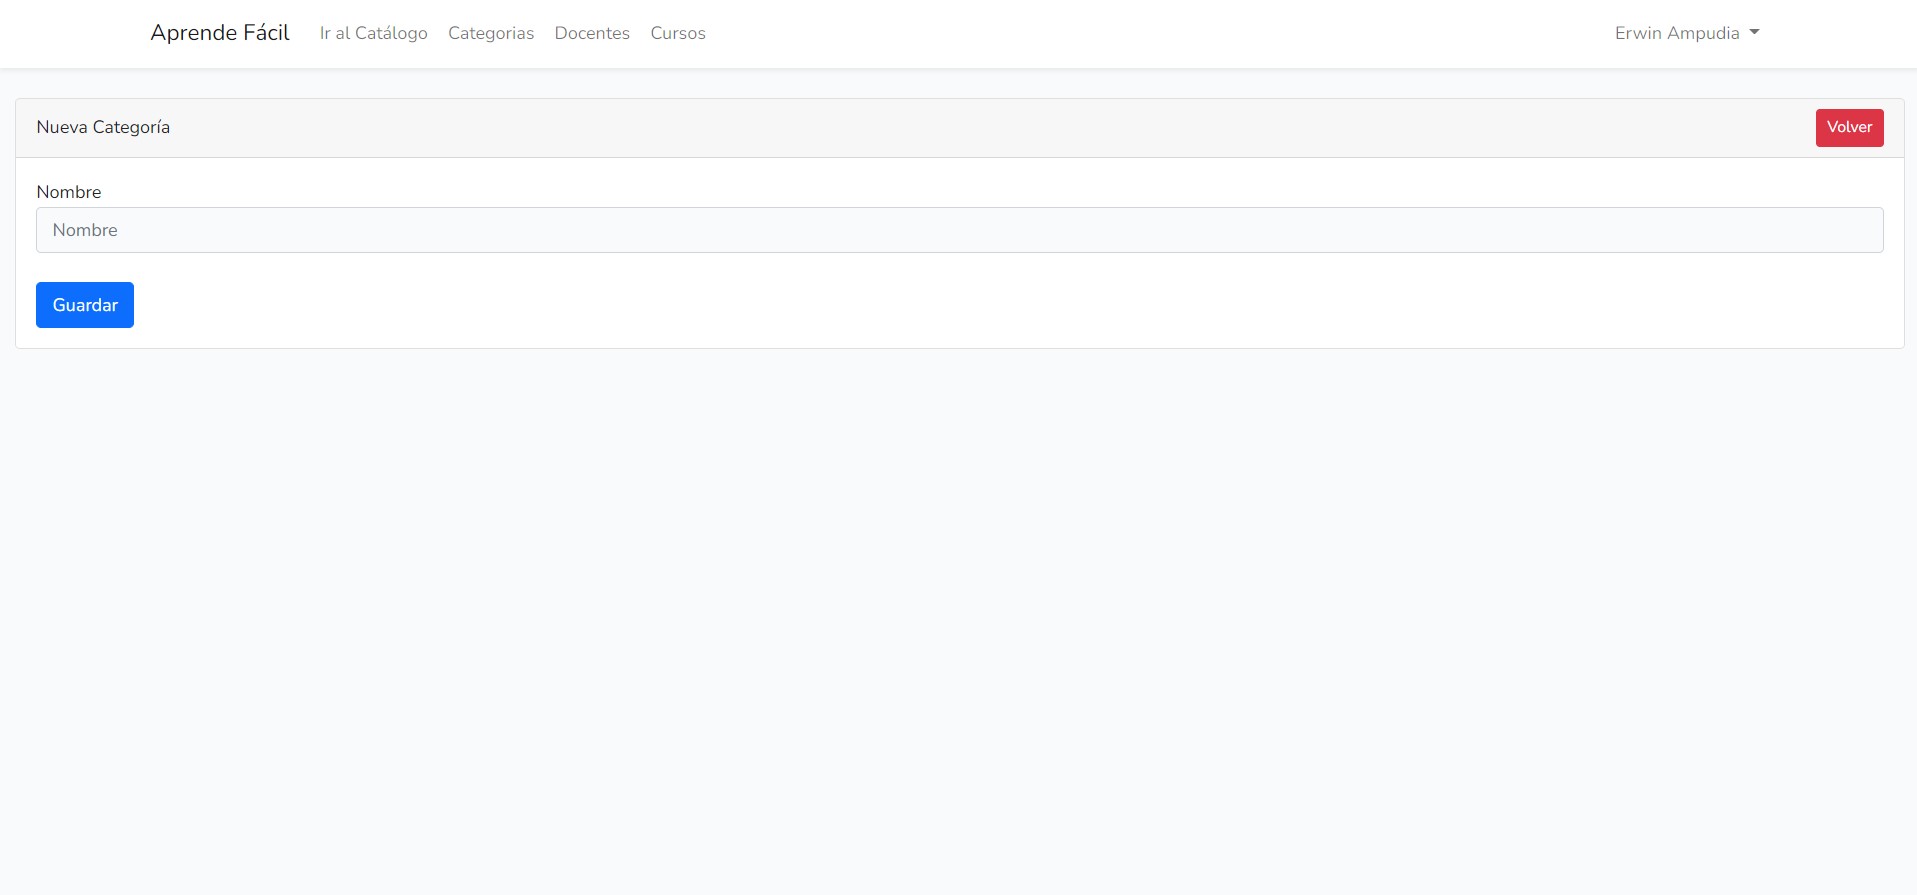 Aprende Fácil Ir al Catálogo Categorias Docentes Cursos Erwin Ampudia
Nueva Categoría Volver
Nombre
Nombre
Guardar